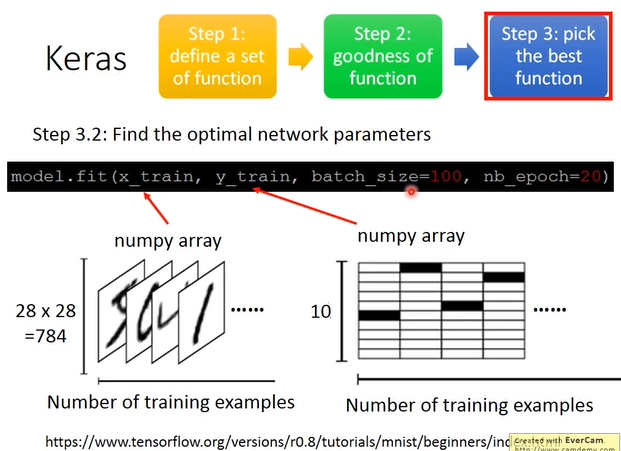 Keras
Step 1:
define a set
of function
Step 2:
goodness of
function
Step 3: pick
the best
function
Step 3.2: Find the optimal network parameters
model.fit(x_train, y_train, batch_size=100, nb_epoch=20)
numpy array
numpy array
28 x 28
=784
......
10
......
Number of training examples
Number of training examples
https://www.tensorflow.org/versions/r0.8/tutorials/mnist/beginners/index.html
Created with EverCam.
http://www.camdemy.com